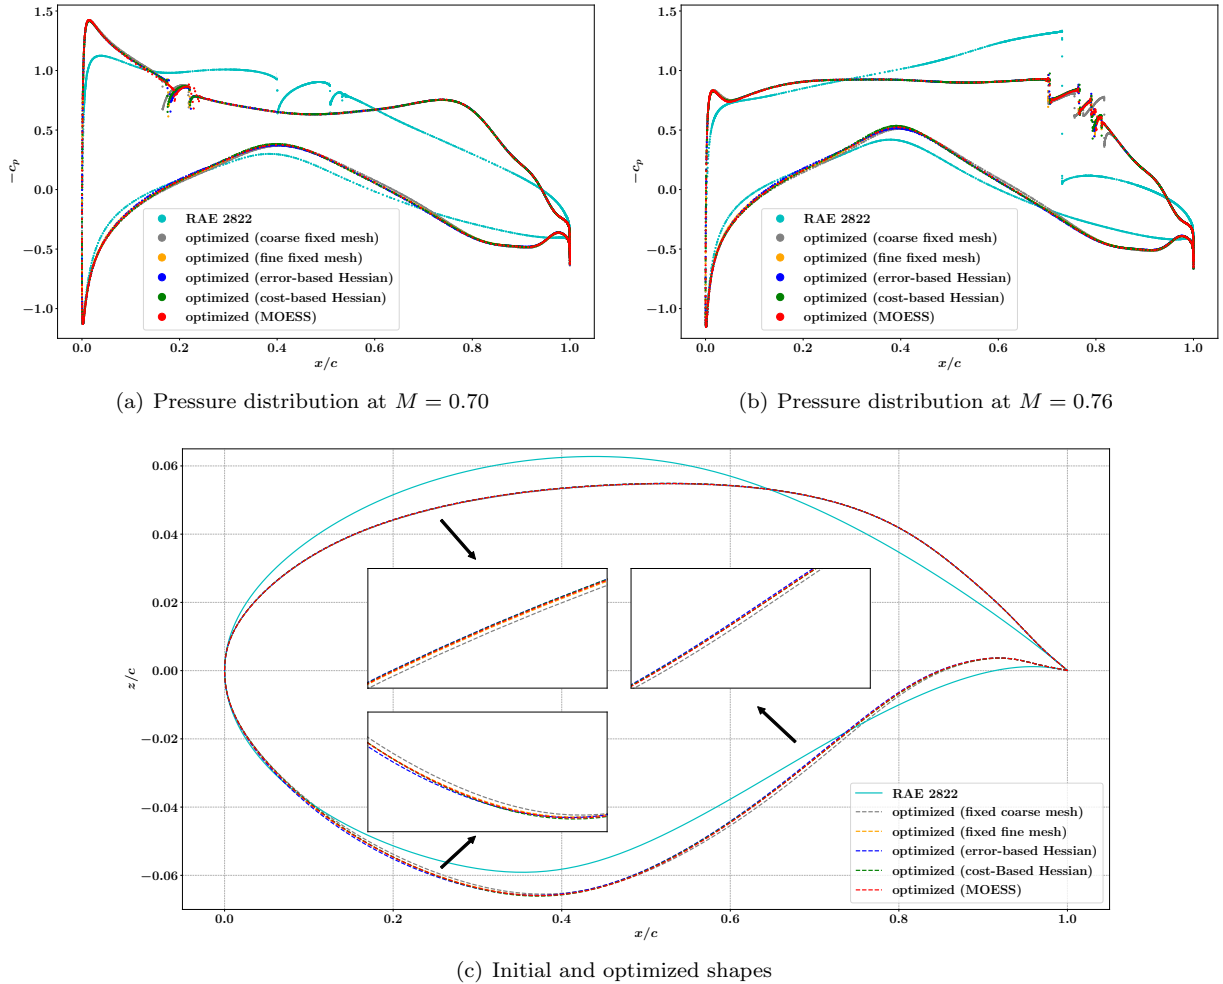 1.5
1.0
0.5
0.0
−0.5
−1.0
−c_p
RAE 2822
optimized (coarse fixed mesh)
optimized (fine fixed mesh)
optimized (error-based Hessian)
optimized (cost-based Hessian)
optimized (MOESS)
0.0 0.2 0.4 0.6 0.8 1.0
x/c
(a) Pressure distribution at M = 0.70
1.5
1.0
0.5
0.0
−0.5
−1.0
−c_p
RAE 2822
optimized (coarse fixed mesh)
optimized (fine fixed mesh)
optimized (error-based Hessian)
optimized (cost-based Hessian)
optimized (MOESS)
0.0 0.2 0.4 0.6 0.8 1.0
x/c
(b) Pressure distribution at M = 0.76
0.06
0.04
0.02
0.00
−0.02
−0.04
−0.06
z/c
RAE 2822
optimized (fixed coarse mesh)
optimized (fixed fine mesh)
optimized (error-based Hessian)
optimized (cost-Based Hessian)
optimized (MOESS)
0.0 0.2 0.4 0.6 0.8 1.0
x/c
(c) Initial and optimized shapes